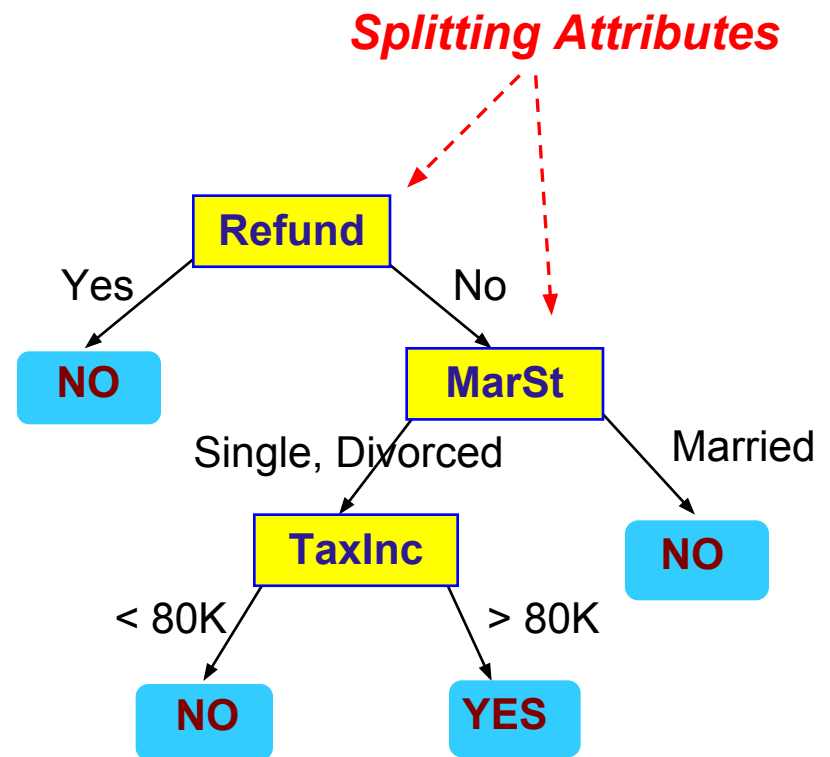 Splitting Attributes
Refund
Yes
No
NO
MarSt
Single, Divorced
Married
TaxInc
NO
< 80K
> 80K
NO
YES